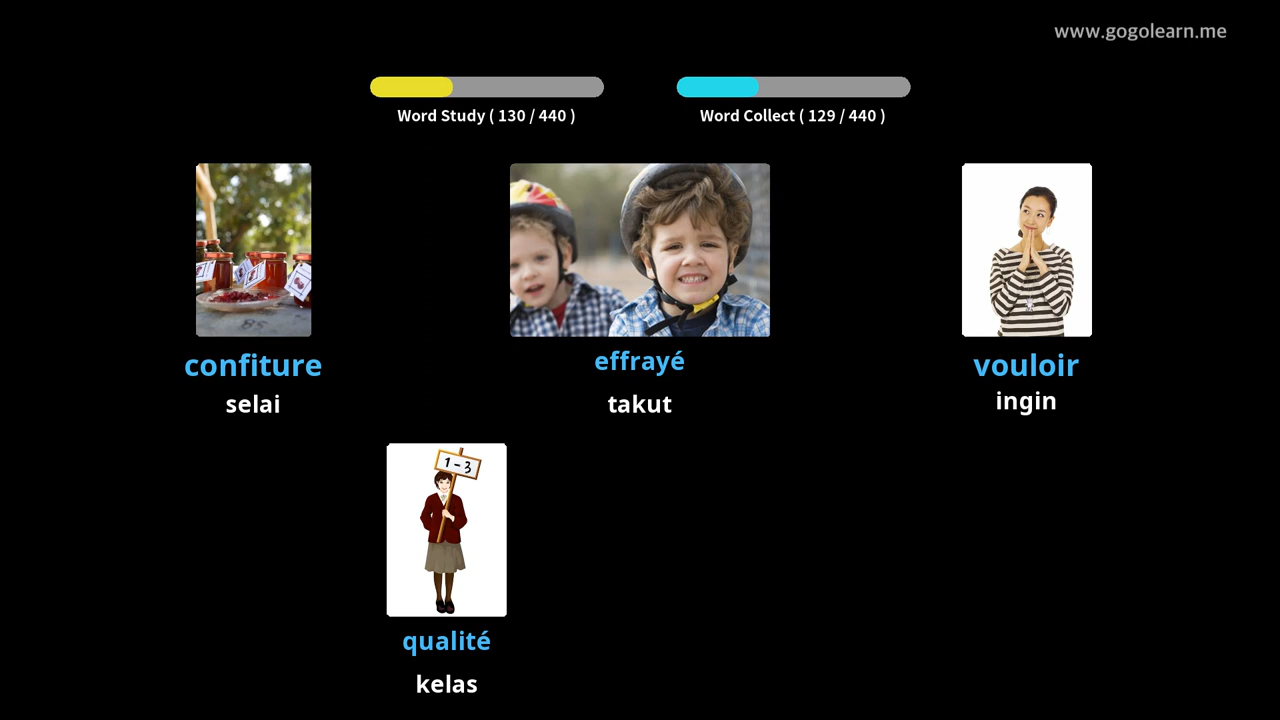 www.gogolearn.me
Word Study ( 130 / 440 )
Word Collect ( 129 / 440 )
confiture
selai
effrayé
takut
vouloir
ingin
1-3
qualité
kelas